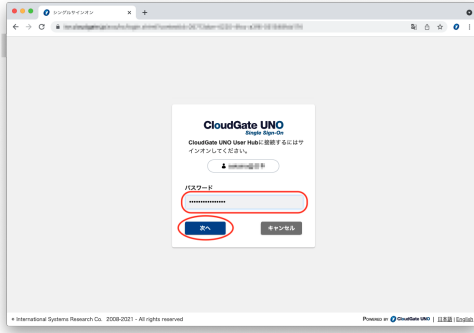 シングルサインオン
CloudGate UNO
Single Sign-On
CloudGate UNO User Hubに接続するにはサ
インオンしてください。
パスワード
次へ
キャンセル
International Systems Research Co. 2008-2021 - All rights reserved
POWERED BY CloudGate UNO | 日本語 | English